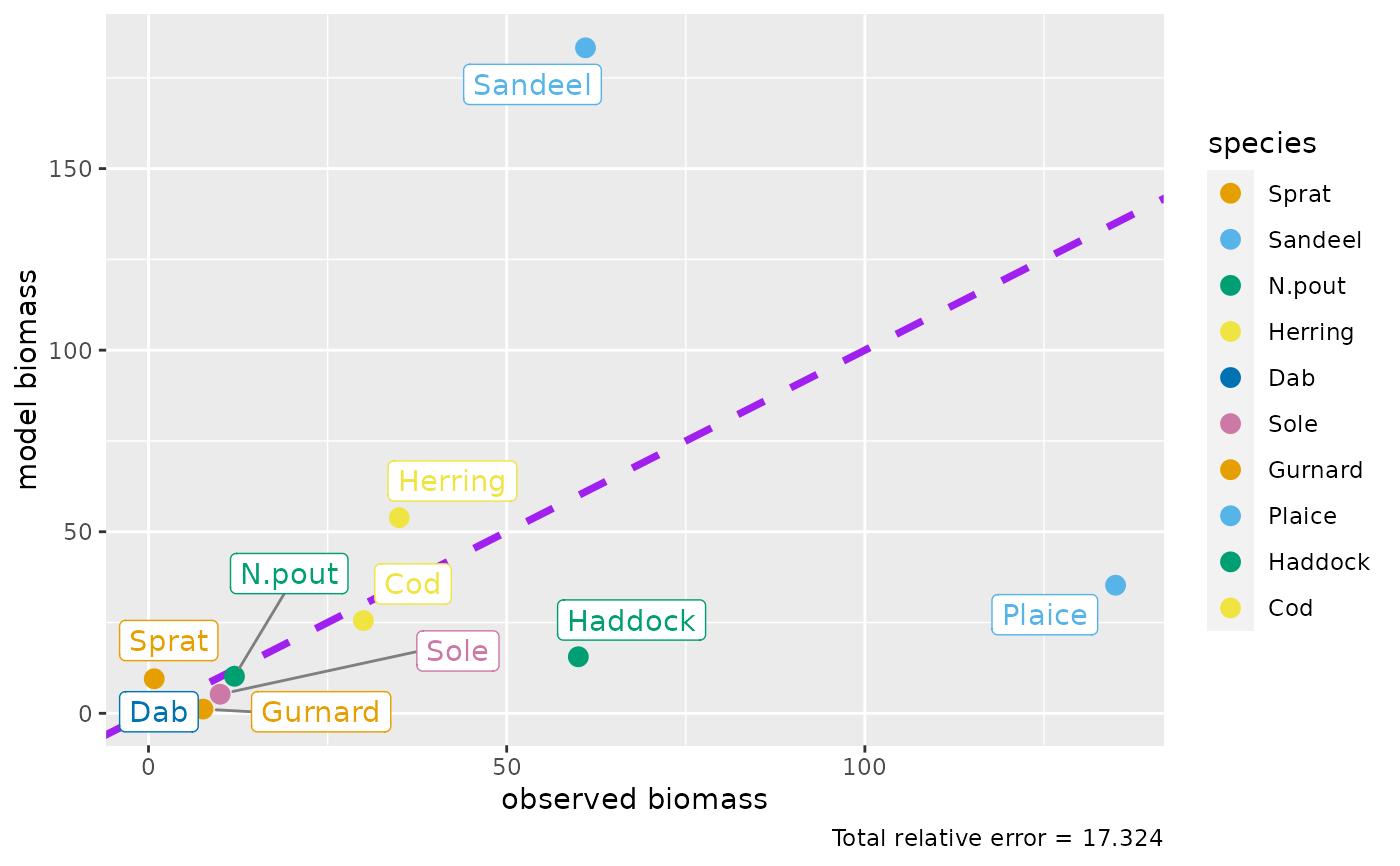 Sandeel
150
100
50
0
model biomass
Herring
N.pout
Cod
Haddock
Plaice
Sprat
Sole
Dab
Gurnard
0
50
100
observed biomass
Total relative error = 17.324
species
Sprat
Sandeel
N.pout
Herring
Dab
Sole
Gurnard
Plaice
Haddock
Cod